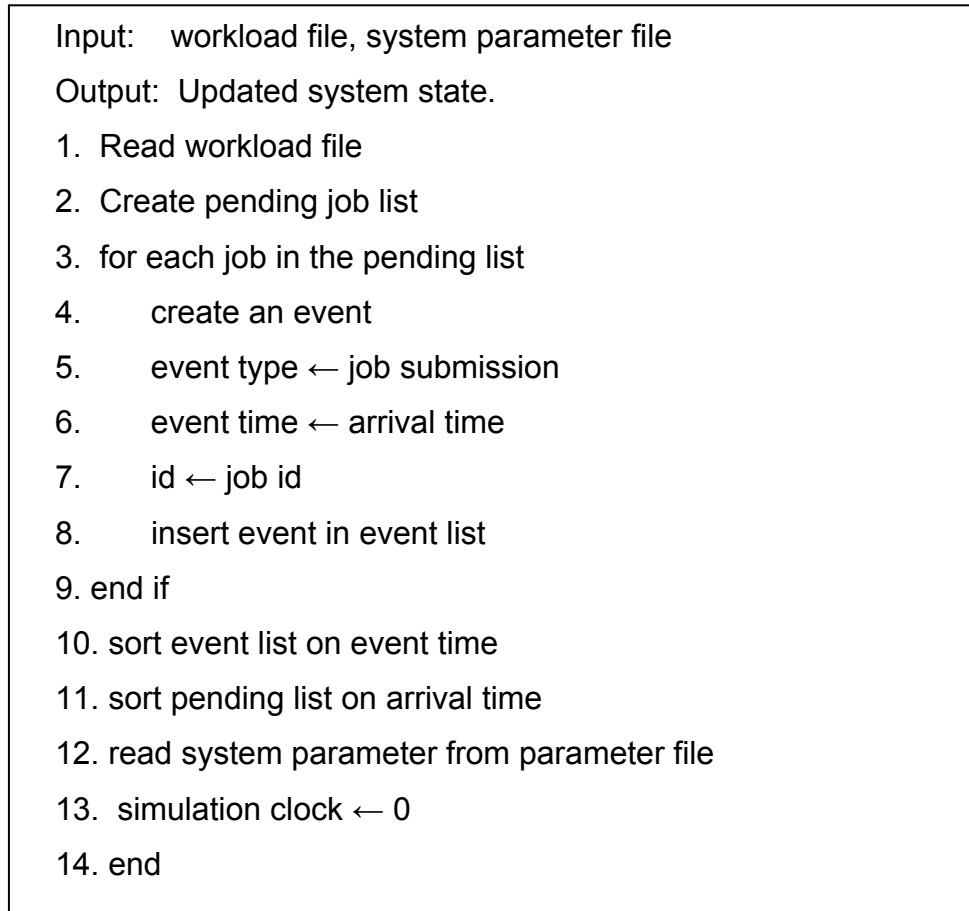 Input: workload file, system parameter file
Output: Updated system state.
1. Read workload file
2. Create pending job list
3. for each job in the pending list
4. create an event
5. event type ← job submission
6. event time ← arrival time
7. id ← job id
8. insert event in event list
9. end if
10. sort event list on event time
11. sort pending list on arrival time
12. read system parameter from parameter file
13. simulation clock ← 0
14. end